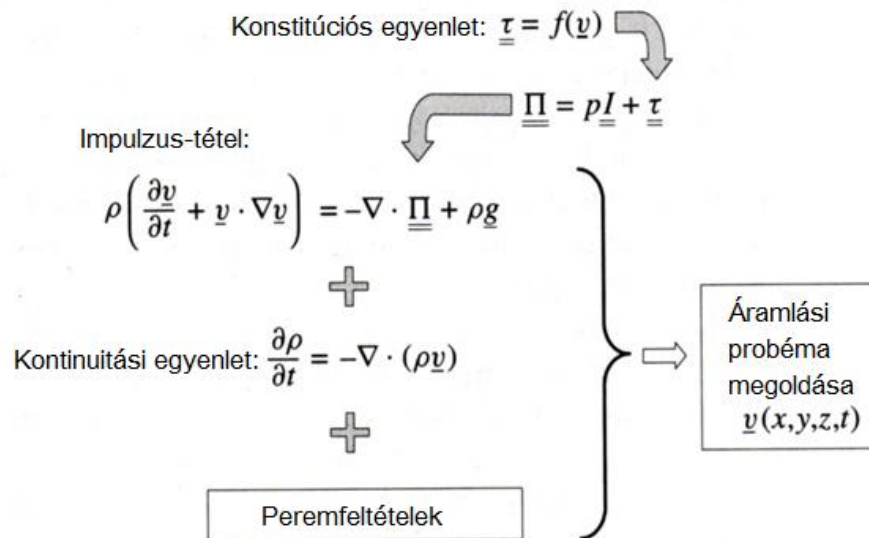 Konstitúciós egyenlet: τ = f(v)
Π = pI + τ
Impulzus-tétel:
ρ(∂v/∂t + v · ∇v) = −∇ · Π + ρg
+
Kontinuitási egyenlet: ∂ρ/∂t = −∇ · (ρv)
+
Peremfeltételek
Áramlási
probéma
megoldása
v(x,y,z,t)